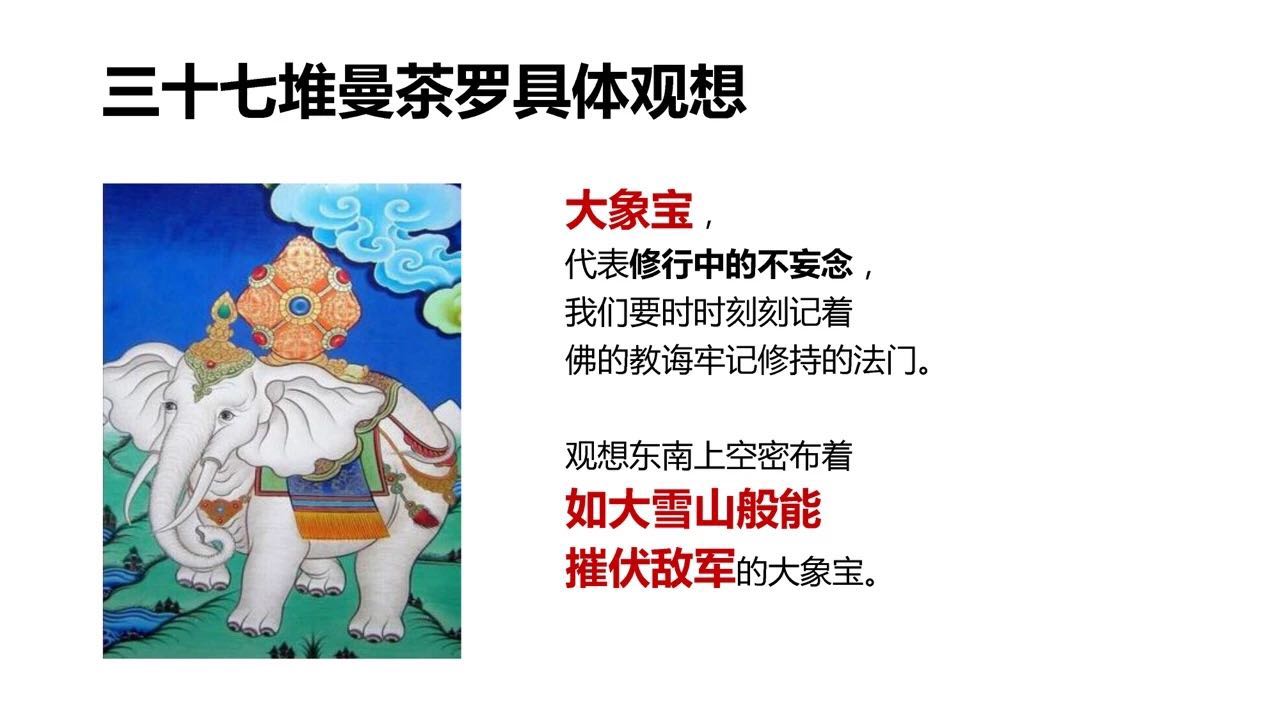 三十七堆曼茶罗具体观想
大象宝，
代表修行中的不妄念，
我们要时时刻刻记着
佛的教诲牢记修持的法门。
观想东南上空密布着
如大雪山般能
摧伏敌军的大象宝。